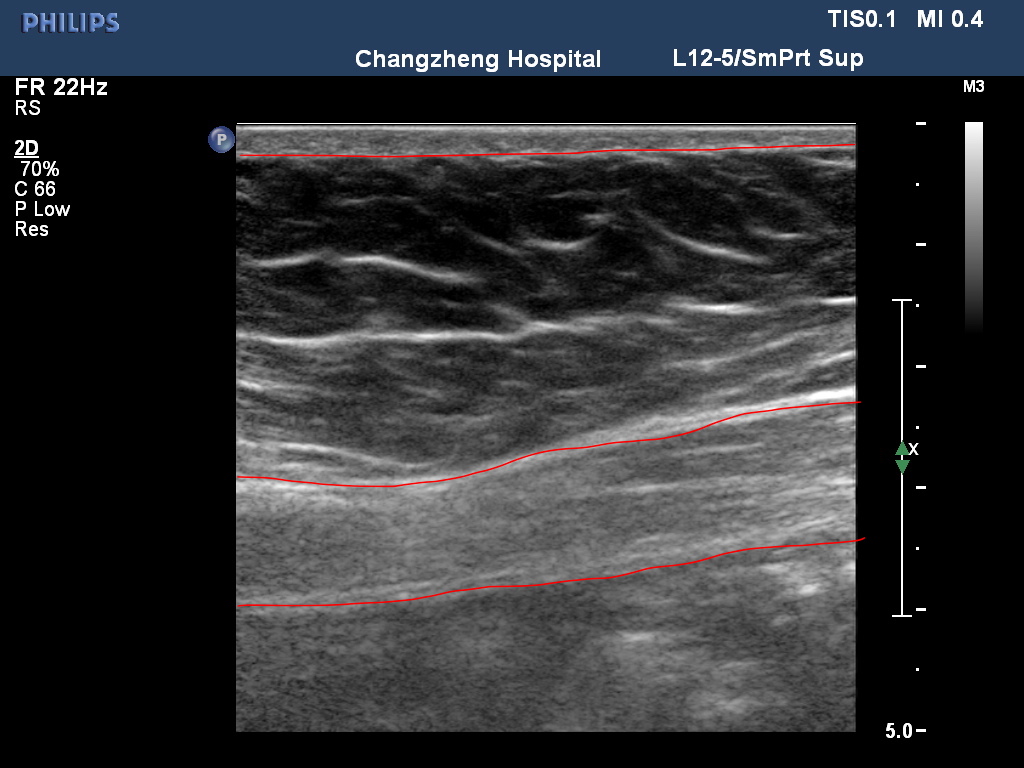 PHILIPS
TIS0.1 MI 0.4
Changzheng Hospital
L12-5/SmPrt Sup
FR 22Hz
RS
2D
70%
C 66
P Low
Res
P
M3
X
5.0